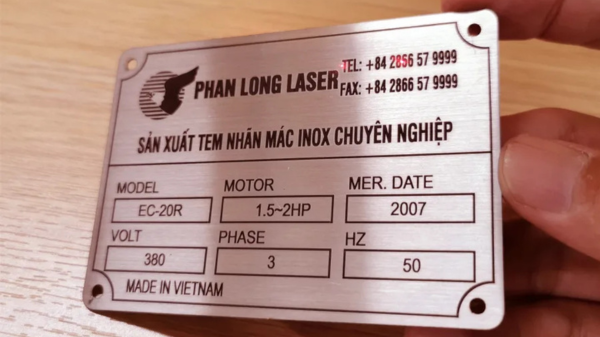 PHAN LONG LASER
TEL: +84 2856 57 9999
FAX: +84 2866 57 9999
SẢN XUẤT TEM NHÃN MÁC INOX CHUYÊN NGHIỆP
MODEL MOTOR MER. DATE
EC-20R 1.5~2HP 2007
VOLT PHASE HZ
380 3 50
MADE IN VIETNAM